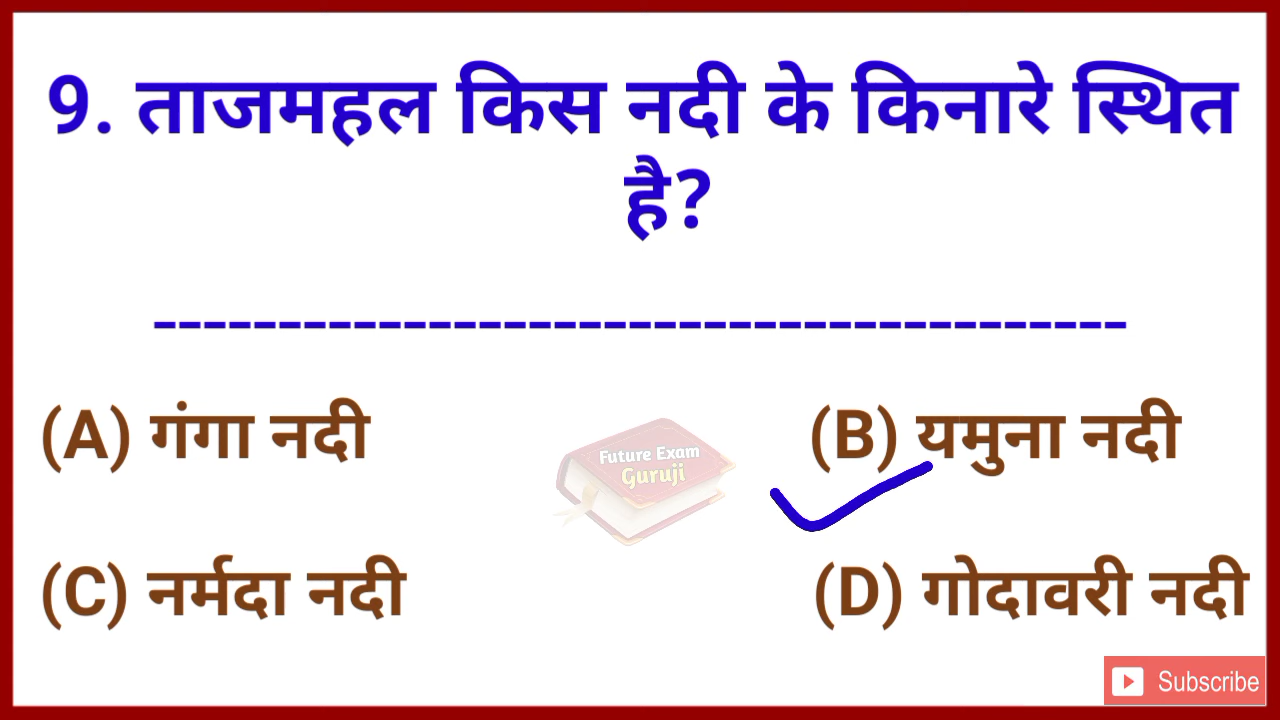 9. ताजमहल किस नदी के किनारे स्थित
है?
---------------------------------------
(A) गंगा नदी
(B) यमुना नदी
Future Exam
Guruji
(C) नर्मदा नदी
(D) गोदावरी नदी
Subscribe